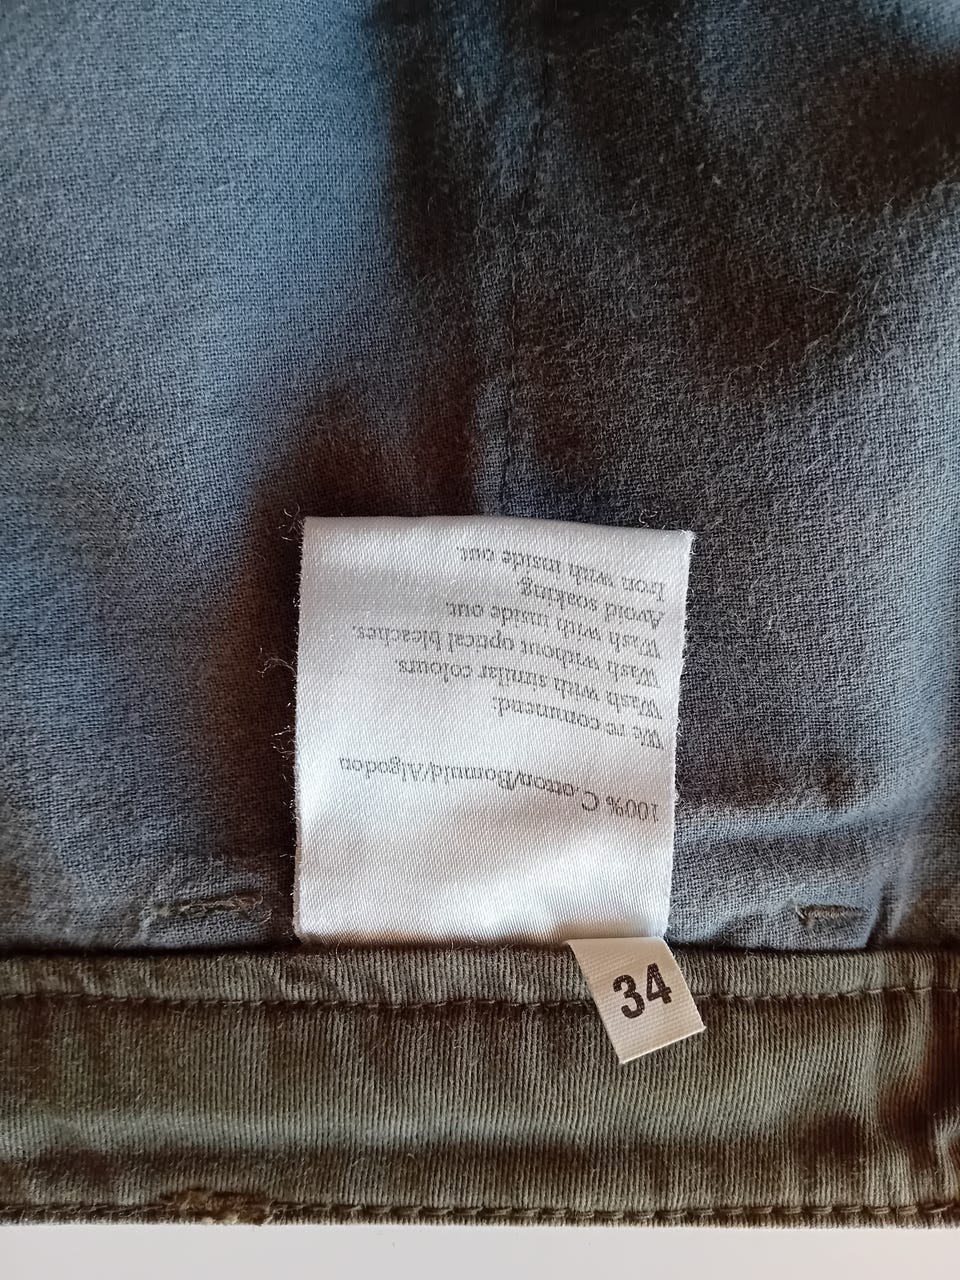 100% Cotton/Bomuld/Algodon
We recommend:
Wash with similar colours.
Wash without optical bleaches.
Wash with inside out.
Avoid soaking.
Iron with inside out.
34